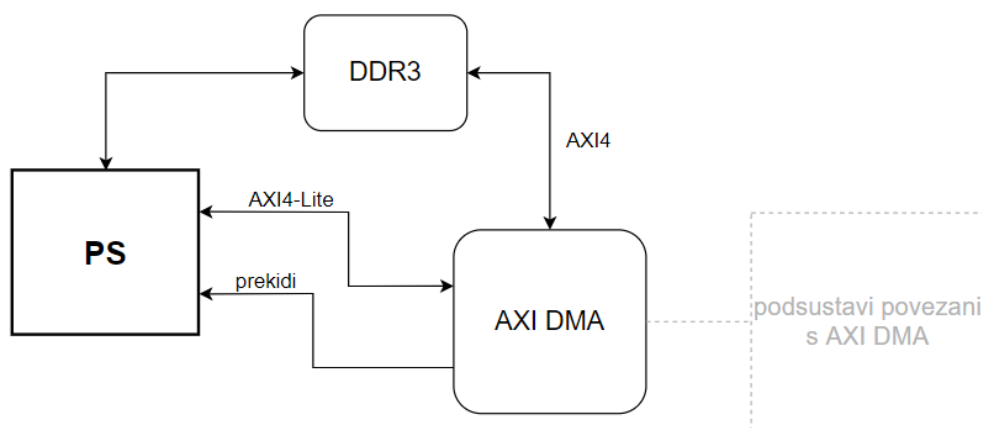 DDR3
AXI4
AXI4-Lite
PS
prekidi
AXI DMA
podsustavi povezani
s AXI DMA